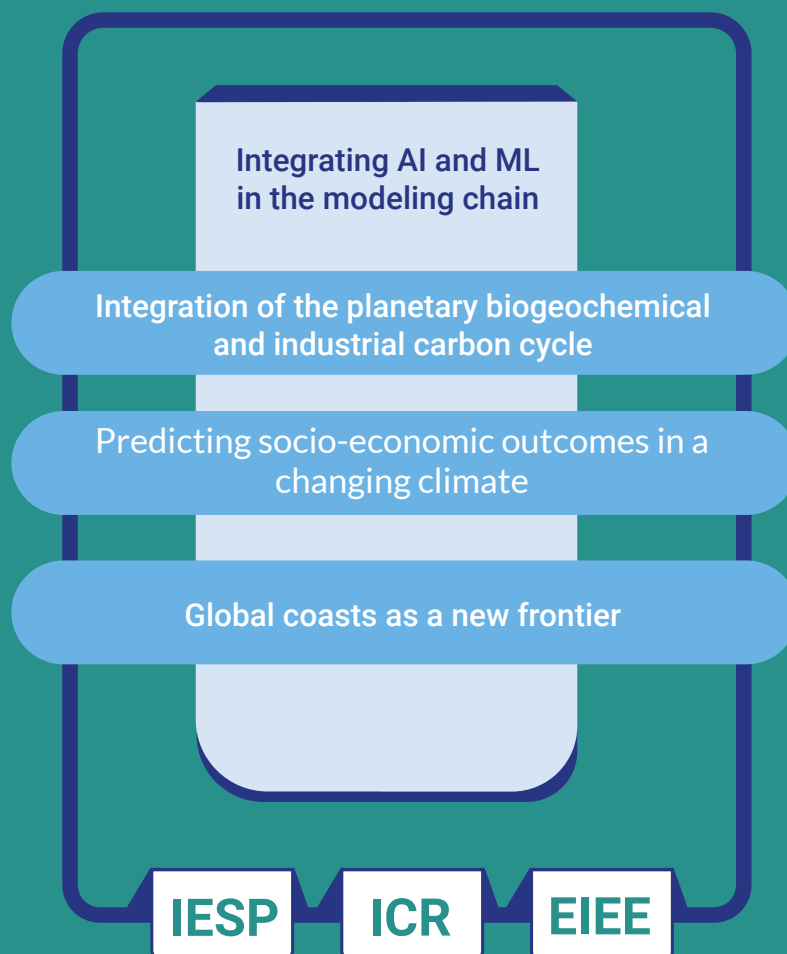 Integrating AI and ML
in the modeling chain
Integration of the planetary biogeochemical
and industrial carbon cycle
Predicting socio-economic outcomes in a
changing climate
Global coasts as a new frontier
IESP
ICR
EIEE